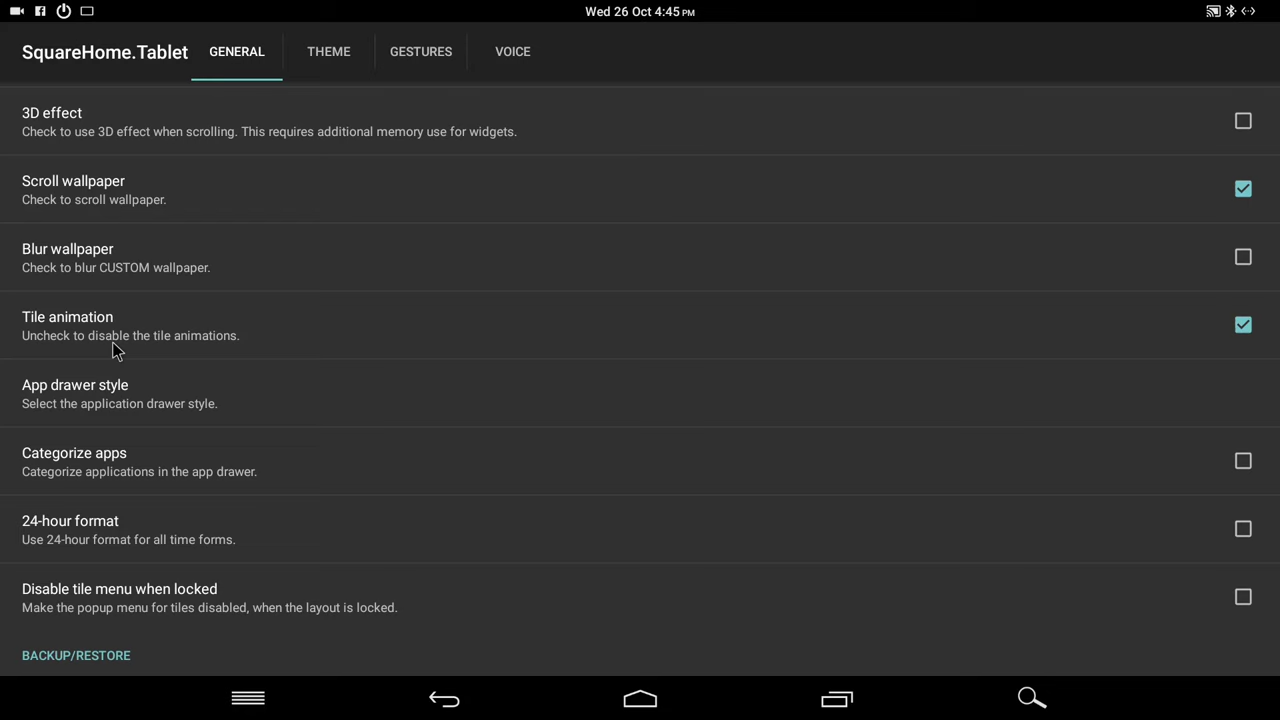 Wed 26 Oct 4:45 PM
SquareHome.Tablet GENERAL THEME GESTURES VOICE
3D effect
Check to use 3D effect when scrolling. This requires additional memory use for widgets.
Scroll wallpaper
Check to scroll wallpaper.
Blur wallpaper
Check to blur CUSTOM wallpaper.
Tile animation
Uncheck to disable the tile animations.
App drawer style
Select the application drawer style.
Categorize apps
Categorize applications in the app drawer.
24-hour format
Use 24-hour format for all time forms.
Disable tile menu when locked
Make the popup menu for tiles disabled, when the layout is locked.
BACKUP/RESTORE